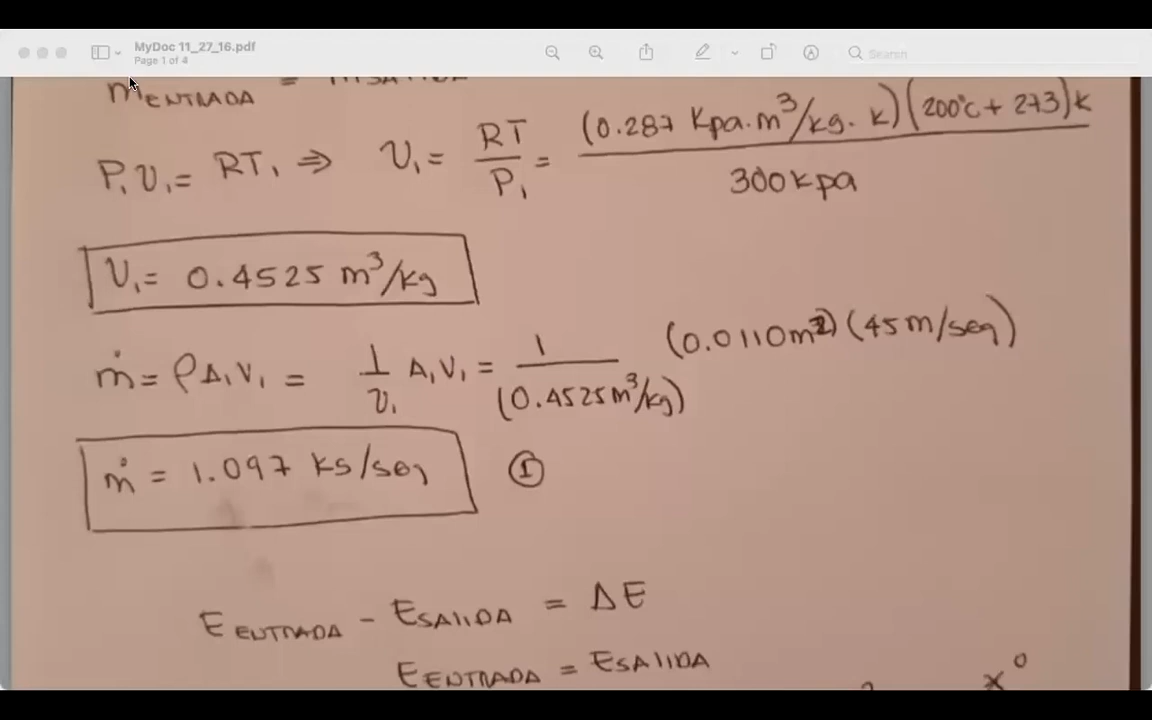 MyDoc 11_27_16.pdf
Page 1 of 4
Search
ṁENTRADA =
P₁v₁ = RT₁ ⇒ v₁ = RT/P₁ = (0.287 Kpa.m³/kg. k)(200°c + 273)k / 300kpa
v₁ = 0.4525 m³/kg
ṁ = ρA₁V₁ = 1/v₁ A₁V₁ = 1/(0.4525m³/kg) (0.0110m²)(45m/seg)
ṁ = 1.097 kg/seg ①
EENTRADA - ESALIDA = ΔE
EENTRADA = ESALIDA